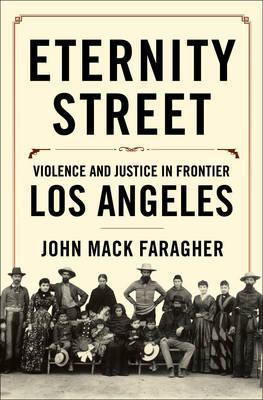 ETERNITY
STREET
VIOLENCE AND JUSTICE IN FRONTIER
LOS ANGELES
JOHN MACK FARAGHER